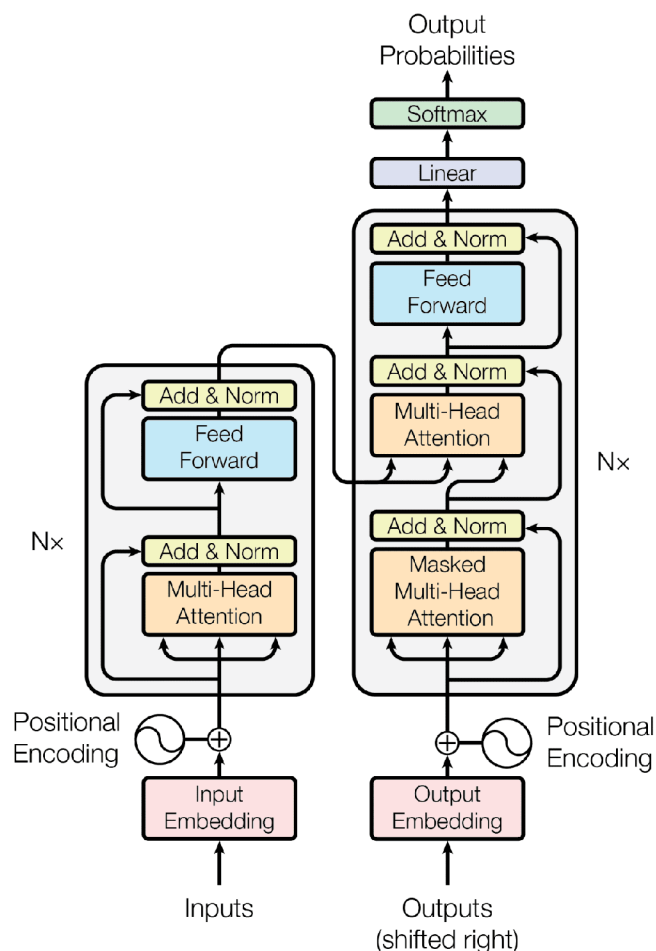 Output
Probabilities
Softmax
Linear
Add & Norm
Feed
Forward
Add & Norm
Multi-Head
Attention
Add & Norm
Masked
Multi-Head
Attention
N×
Add & Norm
Feed
Forward
Add & Norm
Multi-Head
Attention
N×
Positional
Encoding
Positional
Encoding
Input
Embedding
Output
Embedding
Inputs
Outputs
(shifted right)